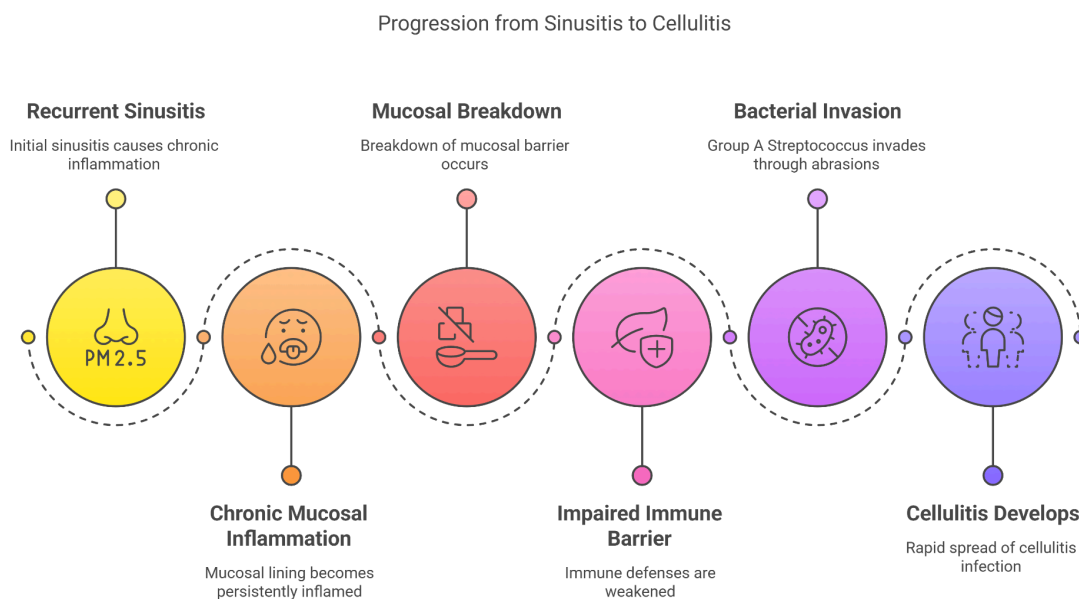 Progression from Sinusitis to Cellulitis
Recurrent Sinusitis
Initial sinusitis causes chronic
inflammation
Mucosal Breakdown
Breakdown of mucosal barrier
occurs
Bacterial Invasion
Group A Streptococcus invades
through abrasions
PM2.5
Chronic Mucosal
Inflammation
Mucosal lining becomes
persistently inflamed
Impaired Immune
Barrier
Immune defenses are
weakened
Cellulitis Develops
Rapid spread of cellulitis
infection